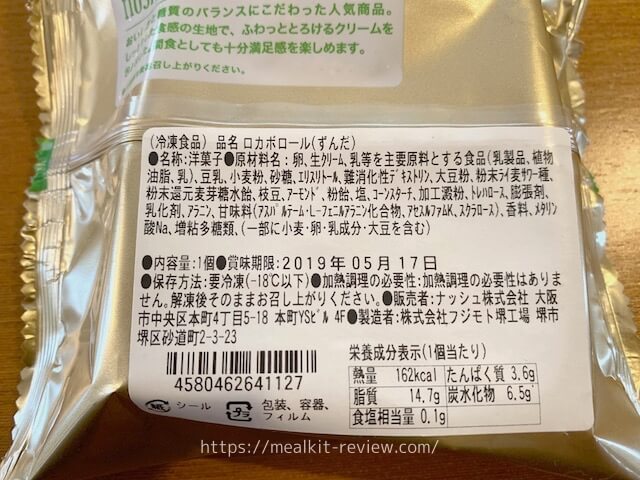 nosh
糖質のバランスにこだわった人気商品。
食感の生地で、ふわっととろけるクリームを
間食としても十分満足感を楽しめます。
召し上がりください。
(冷凍食品) 品名 ロカボロール(ずんだ)
●名称:洋菓子●原材料名:卵、生クリーム、乳等を主要原料とする食品(乳製品、植物
油脂、乳)、豆乳、小麦粉、砂糖、エリスリトール、難消化性デキストリン、大豆粉、粉末ライ麦サワー種、
粉末還元麦芽糖水飴、枝豆、アーモンド、粉飴、塩、コーンスターチ、加工澱粉、トレハロース、膨張剤、
乳化剤、アラニン、甘味料(アスパルテーム・L-フェニルアラニン化合物、アセスルファムK、スクラロース)、香料、メタリン
酸Na、増粘多糖類、(一部に小麦・卵・乳成分・大豆を含む)
●内容量:1個●賞味期限:2019年05月17日
●保存方法:要冷凍(-18℃以下)●加熱調理の必要性:加熱調理の必要性はありま
せん。解凍後そのままお召し上がりください。●販売者:ナッシュ株式会社 大阪
市中央区本町4丁目5-18 本町YSビル 4F●製造者:株式会社フジモト堺工場 堺市
堺区砂道町2-3-23
4580462641127
紙 シール
プラ 包装、容器、
フィルム
栄養成分表示(1個当たり)
熱量 162kcal たんぱく質 3.6g
脂質 14.7g 炭水化物 6.5g
食塩相当量 0.1g
https://mealkit-review.com/